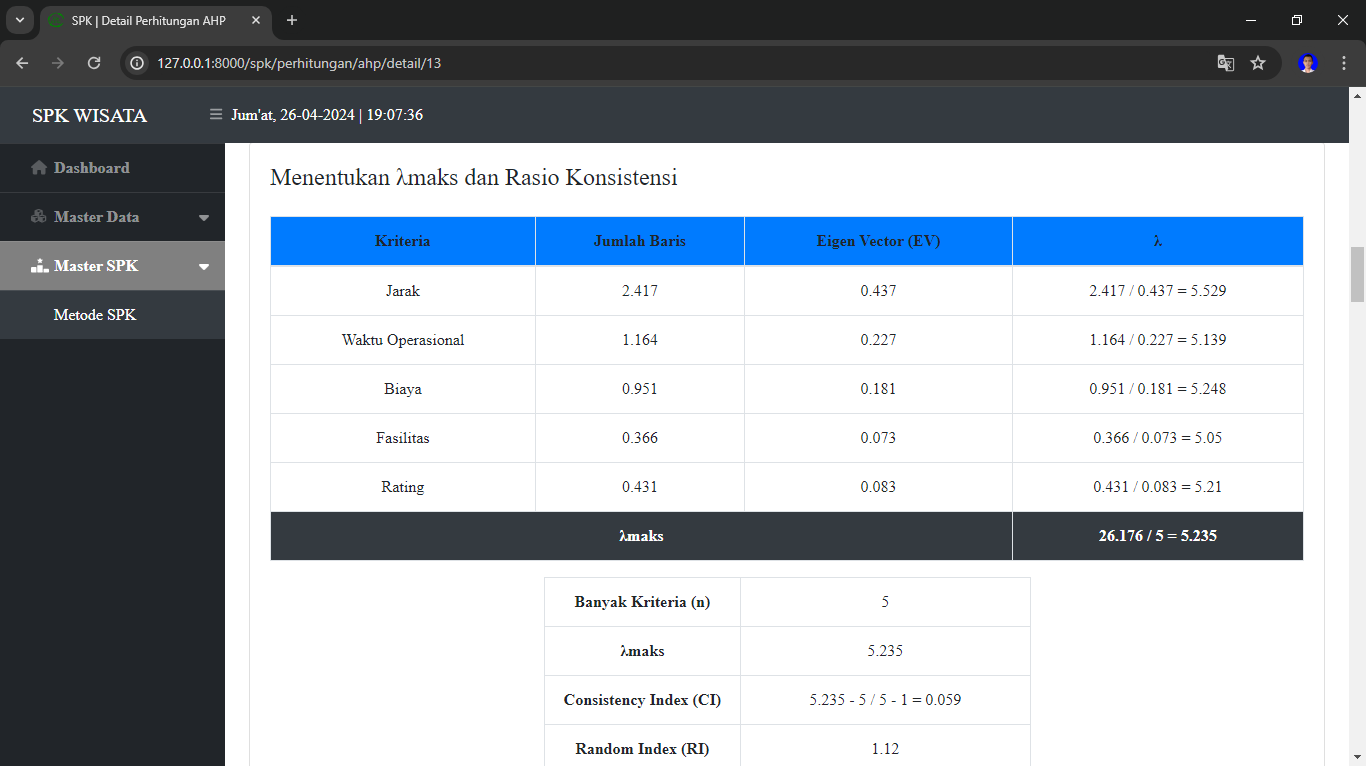 SPK | Detail Perhitungan AHP
127.0.0.1:8000/spk/perhitungan/ahp/detail/13
SPK WISATA
Jum'at, 26-04-2024 | 19:07:36
Dashboard
Master Data
Master SPK
Metode SPK
Menentukan λmaks dan Rasio Konsistensi
Kriteria Jumlah Baris Eigen Vector (EV) λ
Jarak 2.417 0.437 2.417 / 0.437 = 5.529
Waktu Operasional 1.164 0.227 1.164 / 0.227 = 5.139
Biaya 0.951 0.181 0.951 / 0.181 = 5.248
Fasilitas 0.366 0.073 0.366 / 0.073 = 5.05
Rating 0.431 0.083 0.431 / 0.083 = 5.21
λmaks 26.176 / 5 = 5.235
Banyak Kriteria (n) 5
λmaks 5.235
Consistency Index (CI) 5.235 - 5 / 5 - 1 = 0.059
Random Index (RI) 1.12